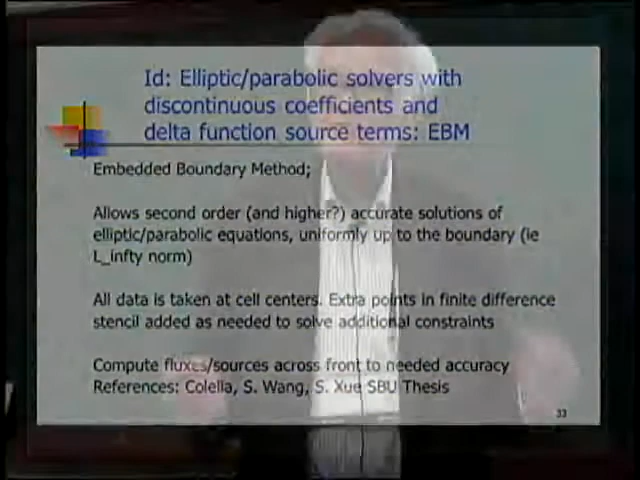 Id: Elliptic/parabolic solvers with
discontinuous coefficients and
delta function source terms: EBM
Embedded Boundary Method;
Allows second order (and higher?) accurate solutions of
elliptic/parabolic equations, uniformly up to the boundary (ie
L_infty norm)
All data is taken at cell centers. Extra points in finite difference
stencil added as needed to solve additional constraints
Compute fluxes/sources across front to needed accuracy
References: Colella, S. Wang, S. Xue SBU Thesis
33